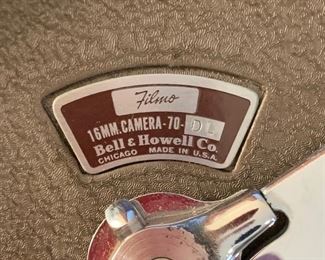 Filmo
16MM. CAMERA-70-DL
Bell & Howell Co.
CHICAGO MADE IN U.S.A.